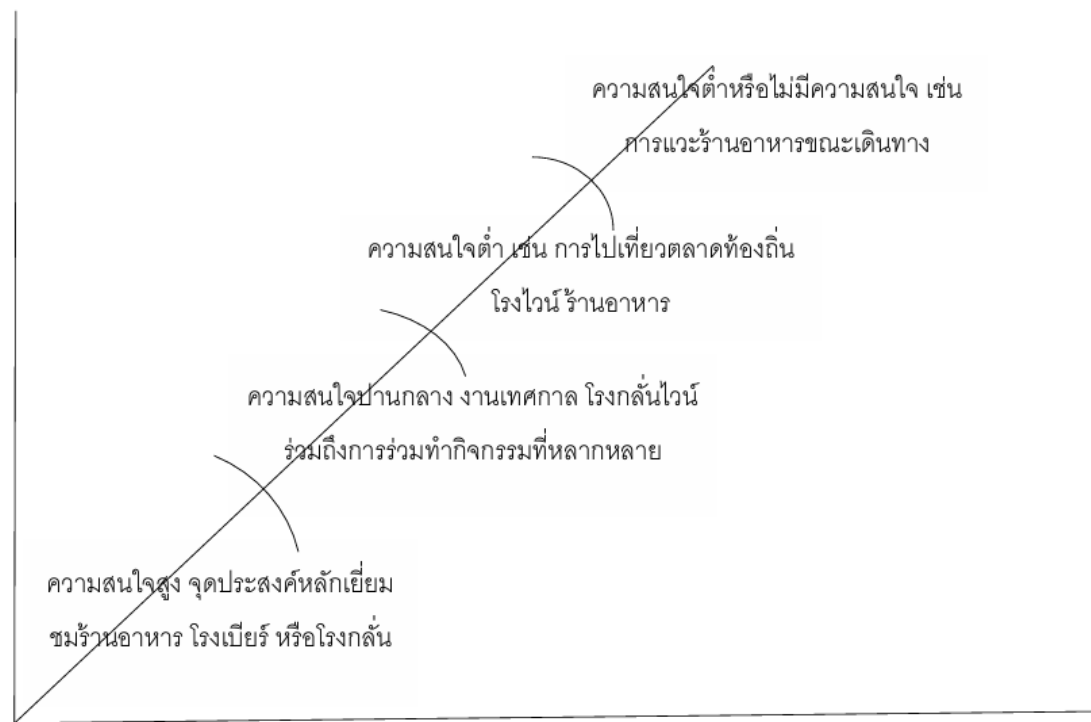 ความสนใจต่ำหรือไม่มีความสนใจ เช่น
การแวะร้านอาหารขณะเดินทาง
ความสนใจต่ำ เช่น การไปเที่ยวตลาดท้องถิ่น
โรงไวน์ ร้านอาหาร
ความสนใจปานกลาง งานเทศกาล โรงกลั่นไวน์
ร่วมถึงการร่วมทำกิจกรรมที่หลากหลาย
ความสนใจสูง จุดประสงค์หลักเยี่ยม
ชมร้านอาหาร โรงเบียร์ หรือโรงกลั่น